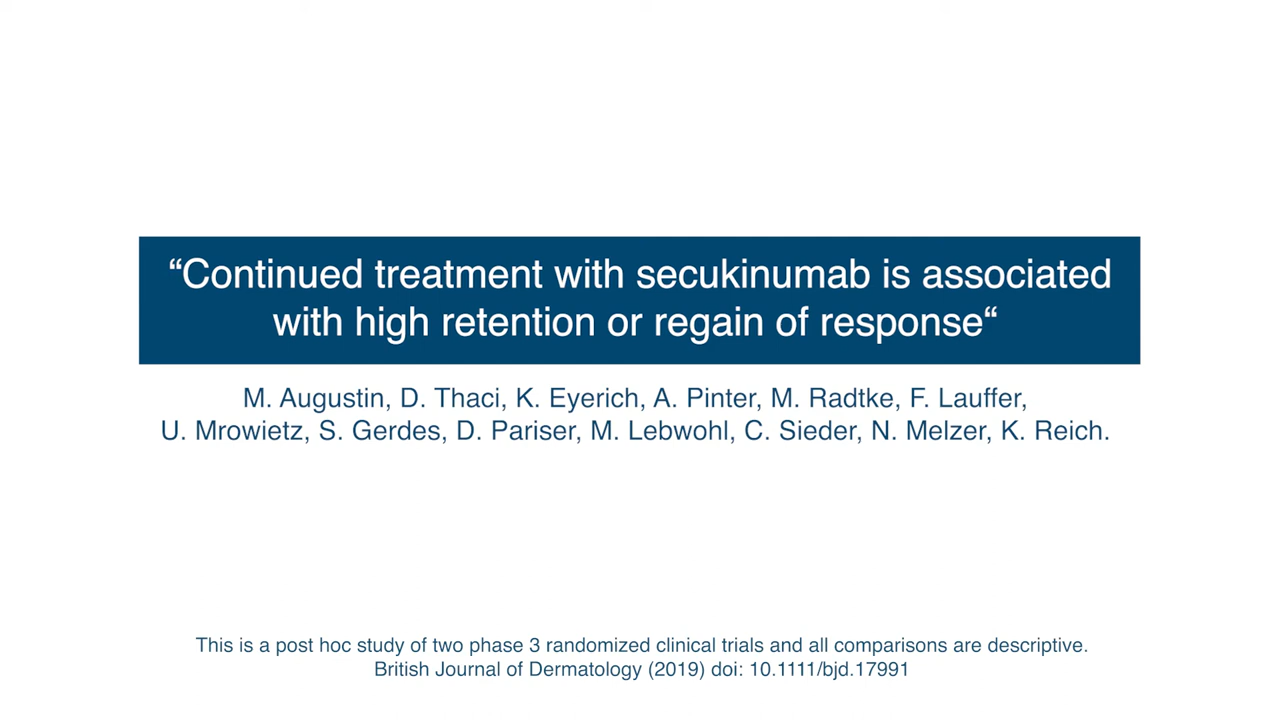 “Continued treatment with secukinumab is associated
with high retention or regain of response“
M. Augustin, D. Thaci, K. Eyerich, A. Pinter, M. Radtke, F. Lauffer,
U. Mrowietz, S. Gerdes, D. Pariser, M. Lebwohl, C. Sieder, N. Melzer, K. Reich.
This is a post hoc study of two phase 3 randomized clinical trials and all comparisons are descriptive.
British Journal of Dermatology (2019) doi: 10.1111/bjd.17991